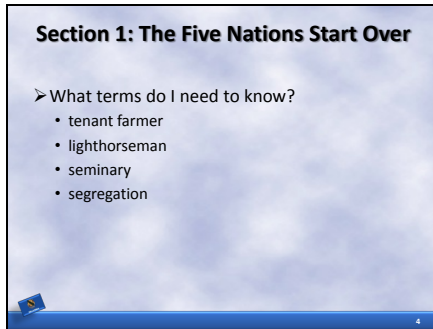 Section 1: The Five Nations Start Over
➢What terms do I need to know?
• tenant farmer
• lighthorseman
• seminary
• segregation
4